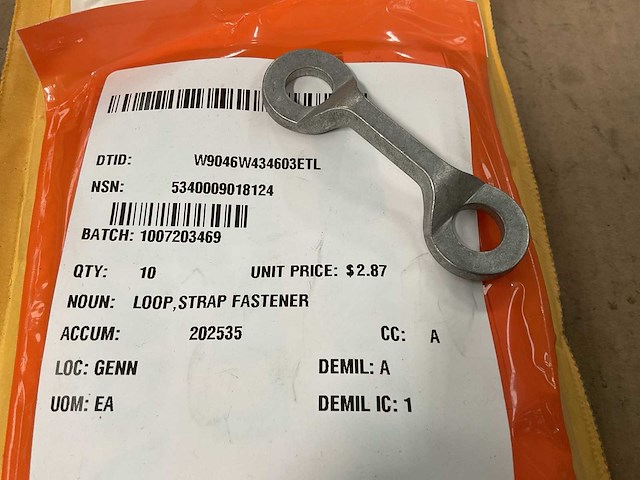 DTID: W9046W434603ETL
NSN: 5340009018124
BATCH: 1007203469
QTY: 10 UNIT PRICE: $2.87
NOUN: LOOP,STRAP FASTENER
ACCUM: 202535 CC: A
LOC: GENN DEMIL: A
UOM: EA DEMIL IC: 1